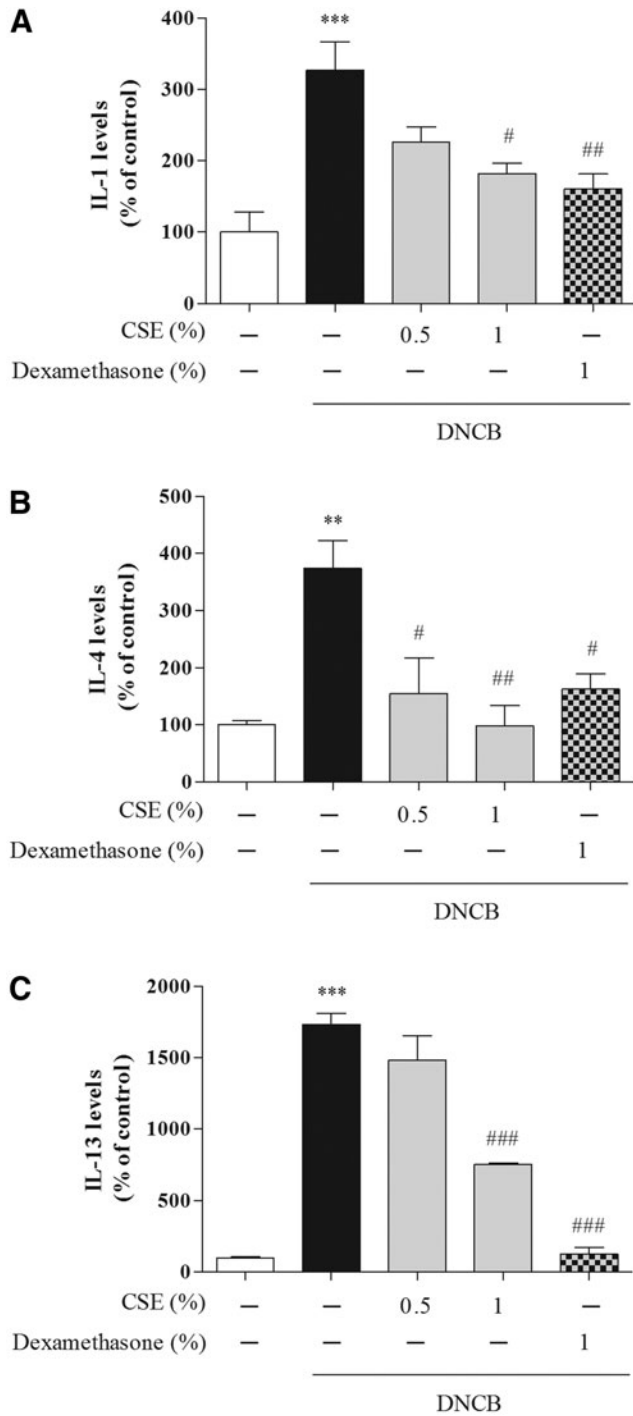 A
IL-1 levels
(% of control)
400
300
200
100
0
***
#
##
CSE (%) — — 0.5 1 —
Dexamethasone (%) — — — — 1
DNCB
B
IL-4 levels
(% of control)
500
400
300
200
100
0
**
#
##
#
CSE (%) — — 0.5 1 —
Dexamethasone (%) — — — — 1
DNCB
C
IL-13 levels
(% of control)
2000
1500
1000
500
0
***
###
###
CSE (%) — — 0.5 1 —
Dexamethasone (%) — — — — 1
DNCB